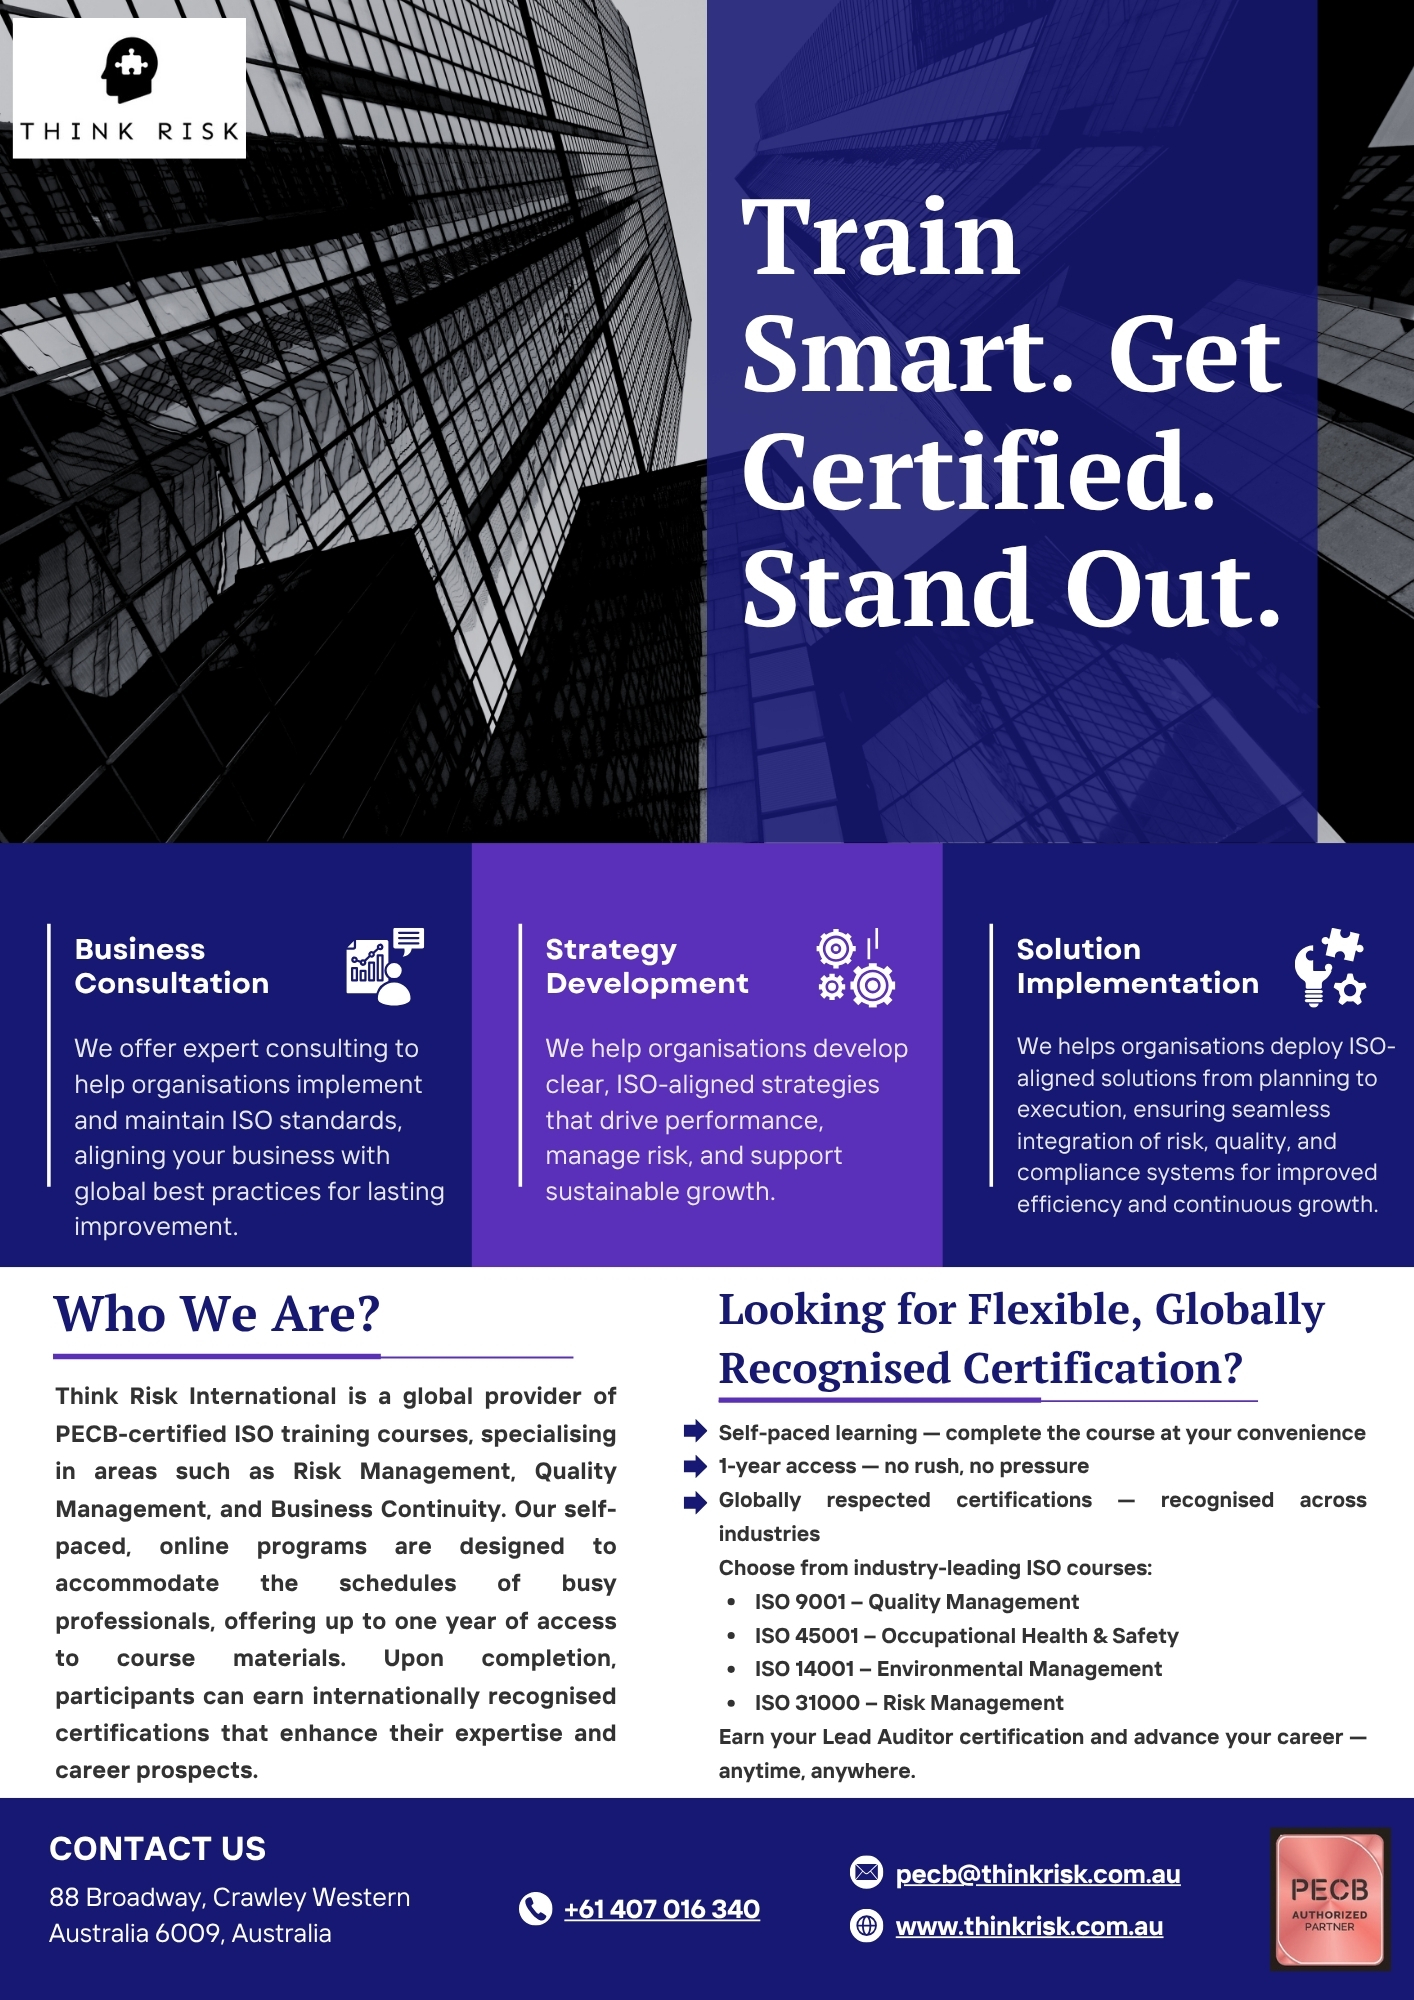 THINK RISK
Train
Smart. Get
Certified.
Stand Out.
Business
Consultation
We offer expert consulting to
help organisations implement
and maintain ISO standards,
aligning your business with
global best practices for lasting
improvement.
Strategy
Development
We help organisations develop
clear, ISO-aligned strategies
that drive performance,
manage risk, and support
sustainable growth.
Solution
Implementation
We helps organisations deploy ISO-
aligned solutions from planning to
execution, ensuring seamless
integration of risk, quality, and
compliance systems for improved
efficiency and continuous growth.
Who We Are?
Think Risk International is a global provider of
PECB-certified ISO training courses, specialising
in areas such as Risk Management, Quality
Management, and Business Continuity. Our self-
paced, online programs are designed to
accommodate the schedules of busy
professionals, offering up to one year of access
to course materials. Upon completion,
participants can earn internationally recognised
certifications that enhance their expertise and
career prospects.
Looking for Flexible, Globally
Recognised Certification?
Self-paced learning — complete the course at your convenience
1-year access — no rush, no pressure
Globally respected certifications — recognised across
industries
Choose from industry-leading ISO courses:
• ISO 9001 – Quality Management
• ISO 45001 – Occupational Health & Safety
• ISO 14001 – Environmental Management
• ISO 31000 – Risk Management
Earn your Lead Auditor certification and advance your career —
anytime, anywhere.
CONTACT US
88 Broadway, Crawley Western
Australia 6009, Australia
+61 407 016 340
pecb@thinkrisk.com.au
www.thinkrisk.com.au
PECB
AUTHORIZED
PARTNER